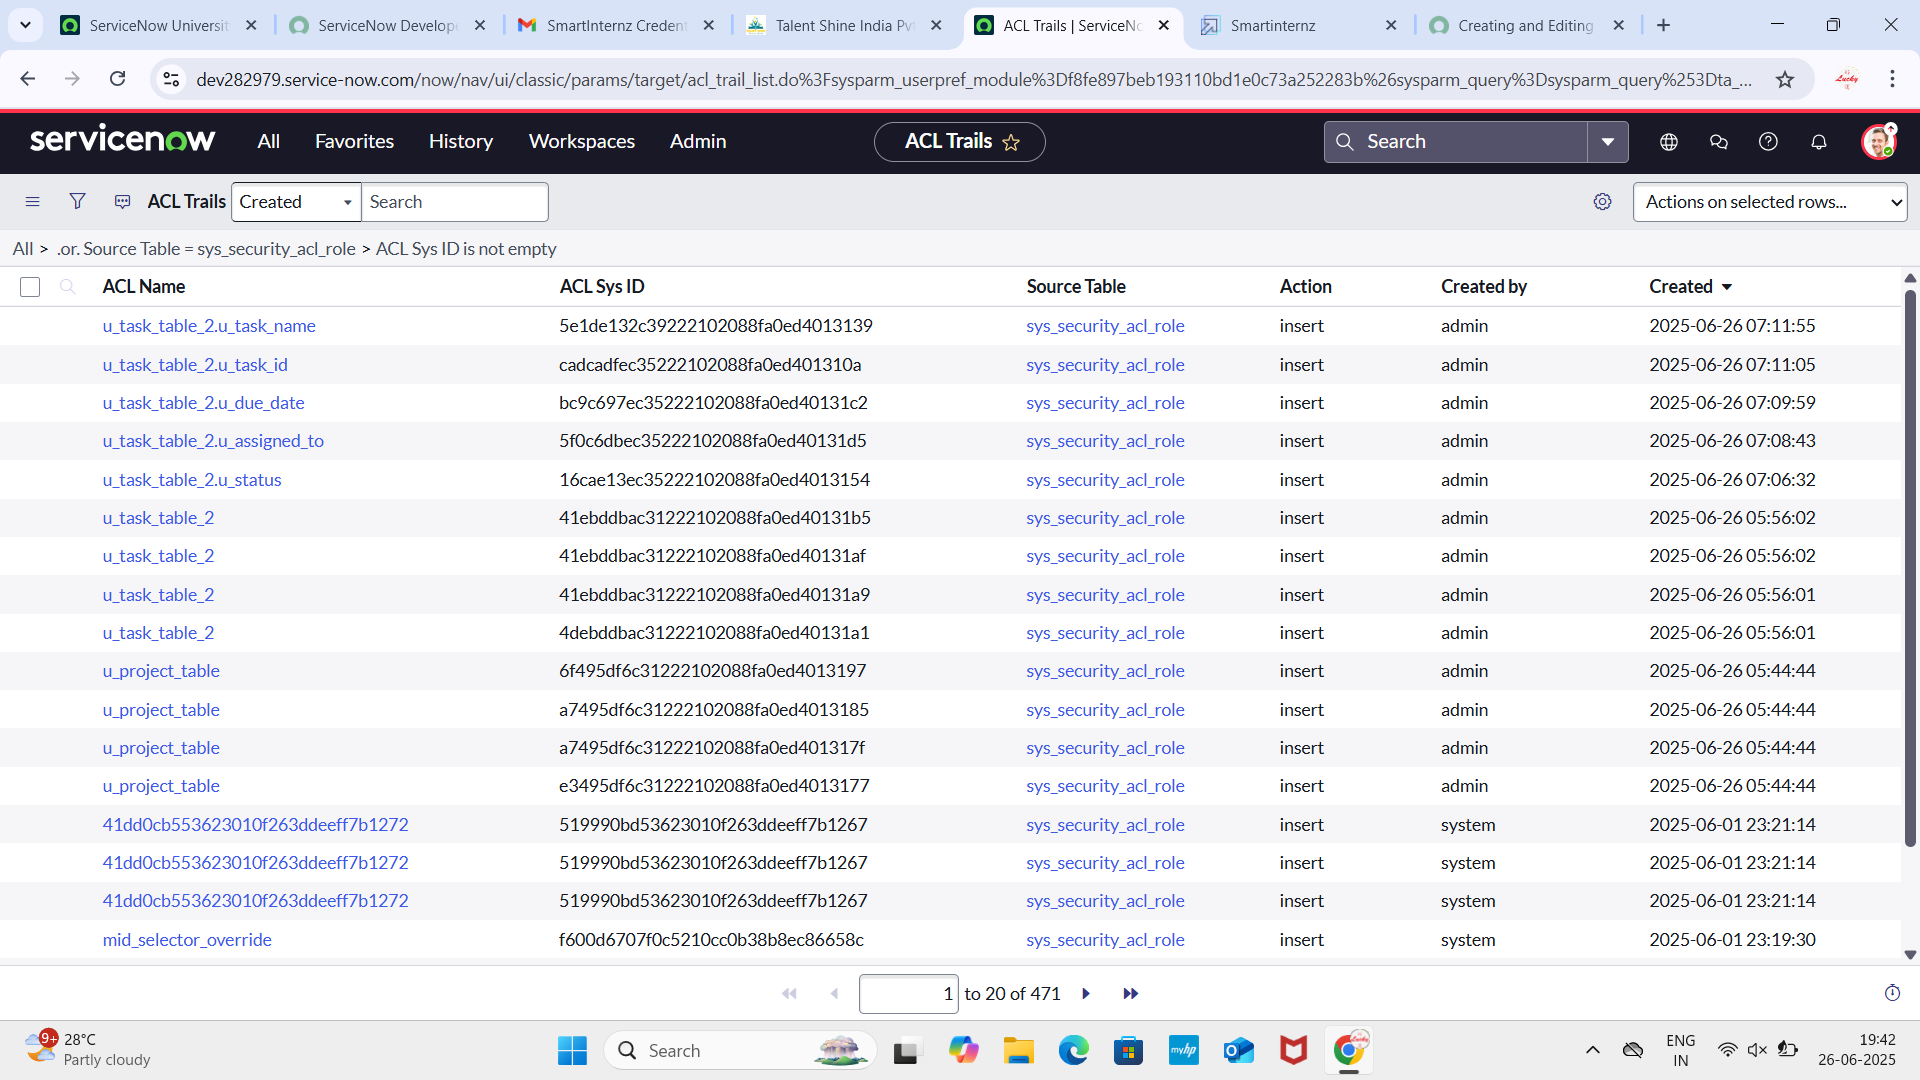 ServiceNow Universit
ServiceNow Develope
SmartInternz Credent
Talent Shine India Pv
ACL Trails | ServiceNo
Smartinternz
Creating and Editing
dev282979.service-now.com/now/nav/ui/classic/params/target/acl_trail_list.do%3Fsysparm_userpref_module%3Df8fe897beb193110bd1e0c73a252283b%26sysparm_query%3Dsysparm_query%253Dta_...
Lucky
servicenow All Favorites History Workspaces Admin ACL Trails Search
ACL Trails Created Search Actions on selected rows...
All > .or. Source Table = sys_security_acl_role > ACL Sys ID is not empty
ACL Name ACL Sys ID Source Table Action Created by Created
u_task_table_2.u_task_name 5e1de132c39222102088fa0ed4013139 sys_security_acl_role insert admin 2025-06-26 07:11:55
u_task_table_2.u_task_id cadcadfec35222102088fa0ed401310a sys_security_acl_role insert admin 2025-06-26 07:11:05
u_task_table_2.u_due_date bc9c697ec35222102088fa0ed40131c2 sys_security_acl_role insert admin 2025-06-26 07:09:59
u_task_table_2.u_assigned_to 5f0c6dbec35222102088fa0ed40131d5 sys_security_acl_role insert admin 2025-06-26 07:08:43
u_task_table_2.u_status 16cae13ec35222102088fa0ed4013154 sys_security_acl_role insert admin 2025-06-26 07:06:32
u_task_table_2 41ebddbac31222102088fa0ed40131b5 sys_security_acl_role insert admin 2025-06-26 05:56:02
u_task_table_2 41ebddbac31222102088fa0ed40131af sys_security_acl_role insert admin 2025-06-26 05:56:02
u_task_table_2 41ebddbac31222102088fa0ed40131a9 sys_security_acl_role insert admin 2025-06-26 05:56:01
u_task_table_2 4debddbac31222102088fa0ed40131a1 sys_security_acl_role insert admin 2025-06-26 05:56:01
u_project_table 6f495df6c31222102088fa0ed4013197 sys_security_acl_role insert admin 2025-06-26 05:44:44
u_project_table a7495df6c31222102088fa0ed4013185 sys_security_acl_role insert admin 2025-06-26 05:44:44
u_project_table a7495df6c31222102088fa0ed401317f sys_security_acl_role insert admin 2025-06-26 05:44:44
u_project_table e3495df6c31222102088fa0ed4013177 sys_security_acl_role insert admin 2025-06-26 05:44:44
41dd0cb553623010f263ddeeff7b1272 519990bd53623010f263ddeeff7b1267 sys_security_acl_role insert system 2025-06-01 23:21:14
41dd0cb553623010f263ddeeff7b1272 519990bd53623010f263ddeeff7b1267 sys_security_acl_role insert system 2025-06-01 23:21:14
41dd0cb553623010f263ddeeff7b1272 519990bd53623010f263ddeeff7b1267 sys_security_acl_role insert system 2025-06-01 23:21:14
mid_selector_override f600d6707f0c5210cc0b38b8ec86658c sys_security_acl_role insert system 2025-06-01 23:19:30
1 to 20 of 471
9+ 28°C
Partly cloudy
Search
myhp
Lucky
ENG
IN
19:42
26-06-2025